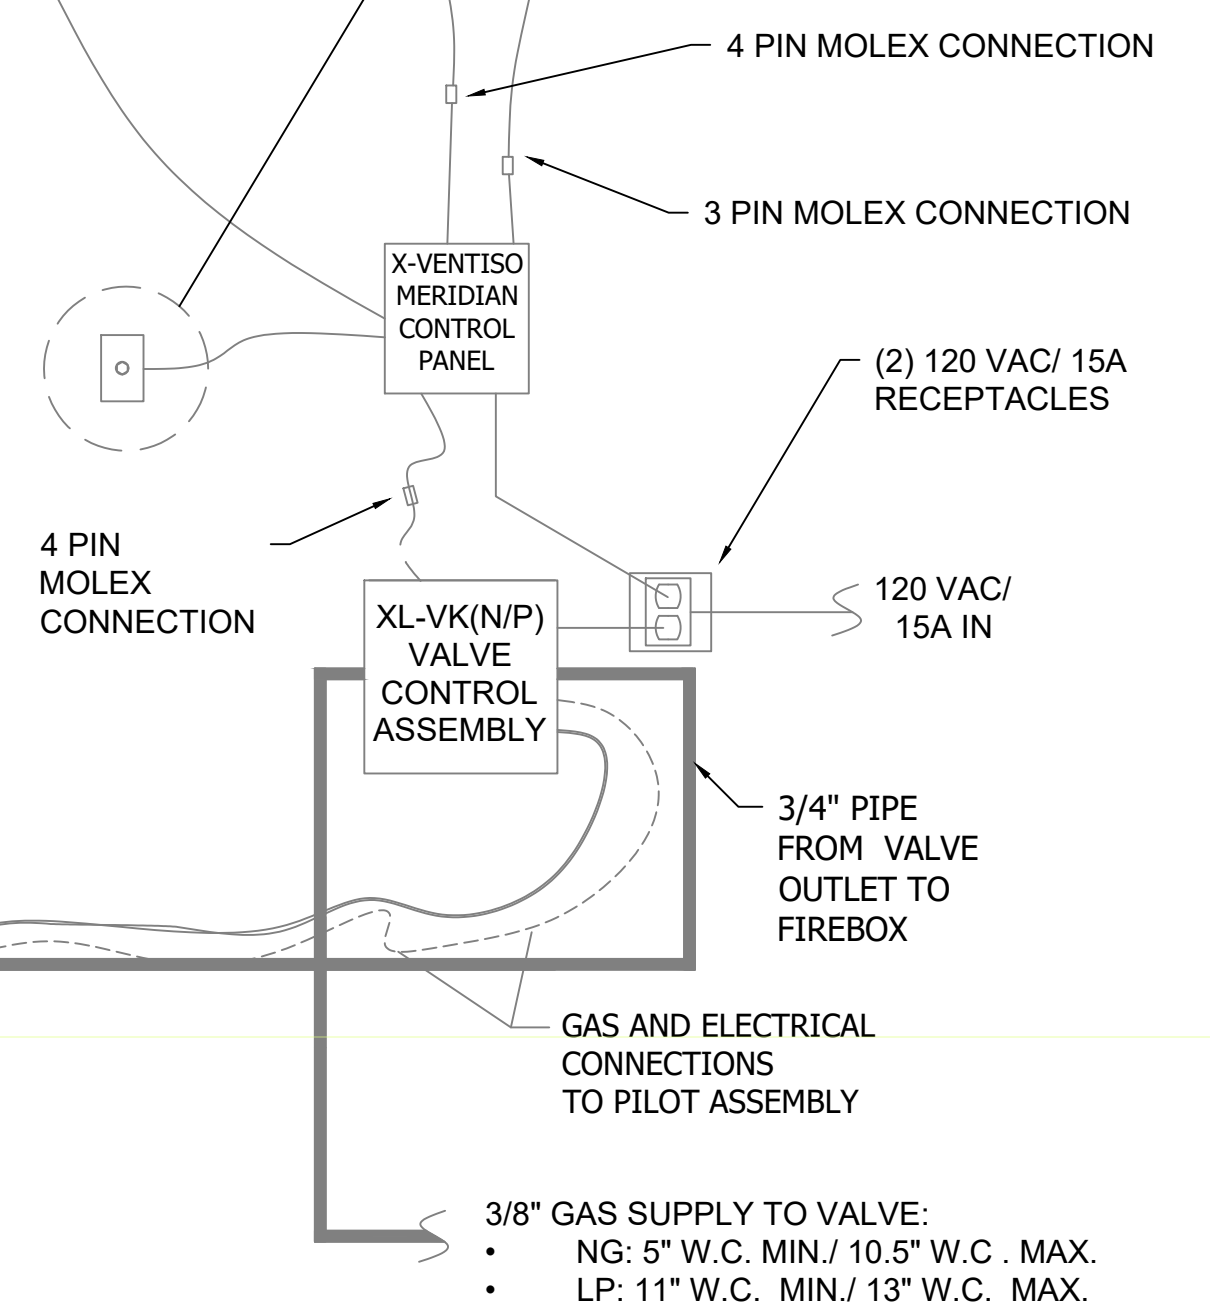 4 PIN MOLEX CONNECTION
3 PIN MOLEX CONNECTION
X-VENTISO
MERIDIAN
CONTROL
PANEL
(2) 120 VAC/ 15A
RECEPTACLES
4 PIN
MOLEX
CONNECTION
120 VAC/
15A IN
XL-VK(N/P)
VALVE
CONTROL
ASSEMBLY
3/4" PIPE
FROM VALVE
OUTLET TO
FIREBOX
GAS AND ELECTRICAL
CONNECTIONS
TO PILOT ASSEMBLY
3/8" GAS SUPPLY TO VALVE:
• NG: 5" W.C. MIN./ 10.5" W.C . MAX.
• LP: 11" W.C. MIN./ 13" W.C. MAX.